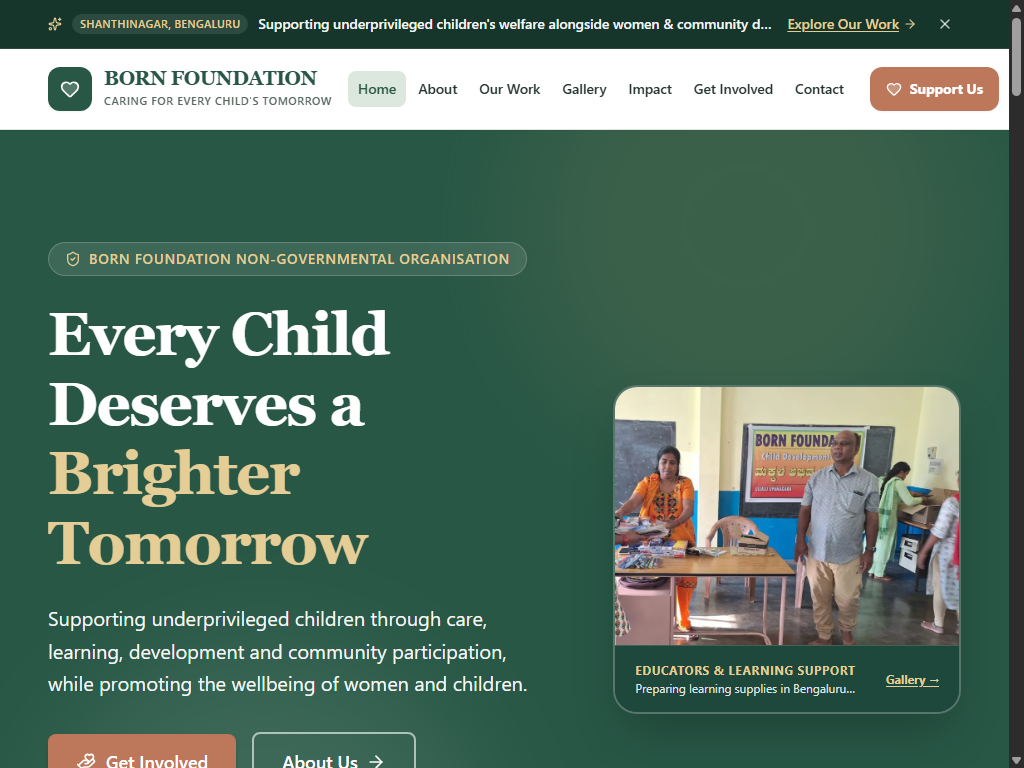 SHANTHINAGAR, BENGALURU
Supporting underprivileged children's welfare alongside women & community d...
Explore Our Work →
BORN FOUNDATION
CARING FOR EVERY CHILD'S TOMORROW
Home
About
Our Work
Gallery
Impact
Get Involved
Contact
Support Us
BORN FOUNDATION NON-GOVERNMENTAL ORGANISATION
Every Child
Deserves a
Brighter
Tomorrow
Supporting underprivileged children through care,
learning, development and community participation,
while promoting the wellbeing of women and children.
BORN FOUNDA
Child Developmen
EDUCATORS & LEARNING SUPPORT
Preparing learning supplies in Bengaluru...
Gallery →
Get Involved
About Us →